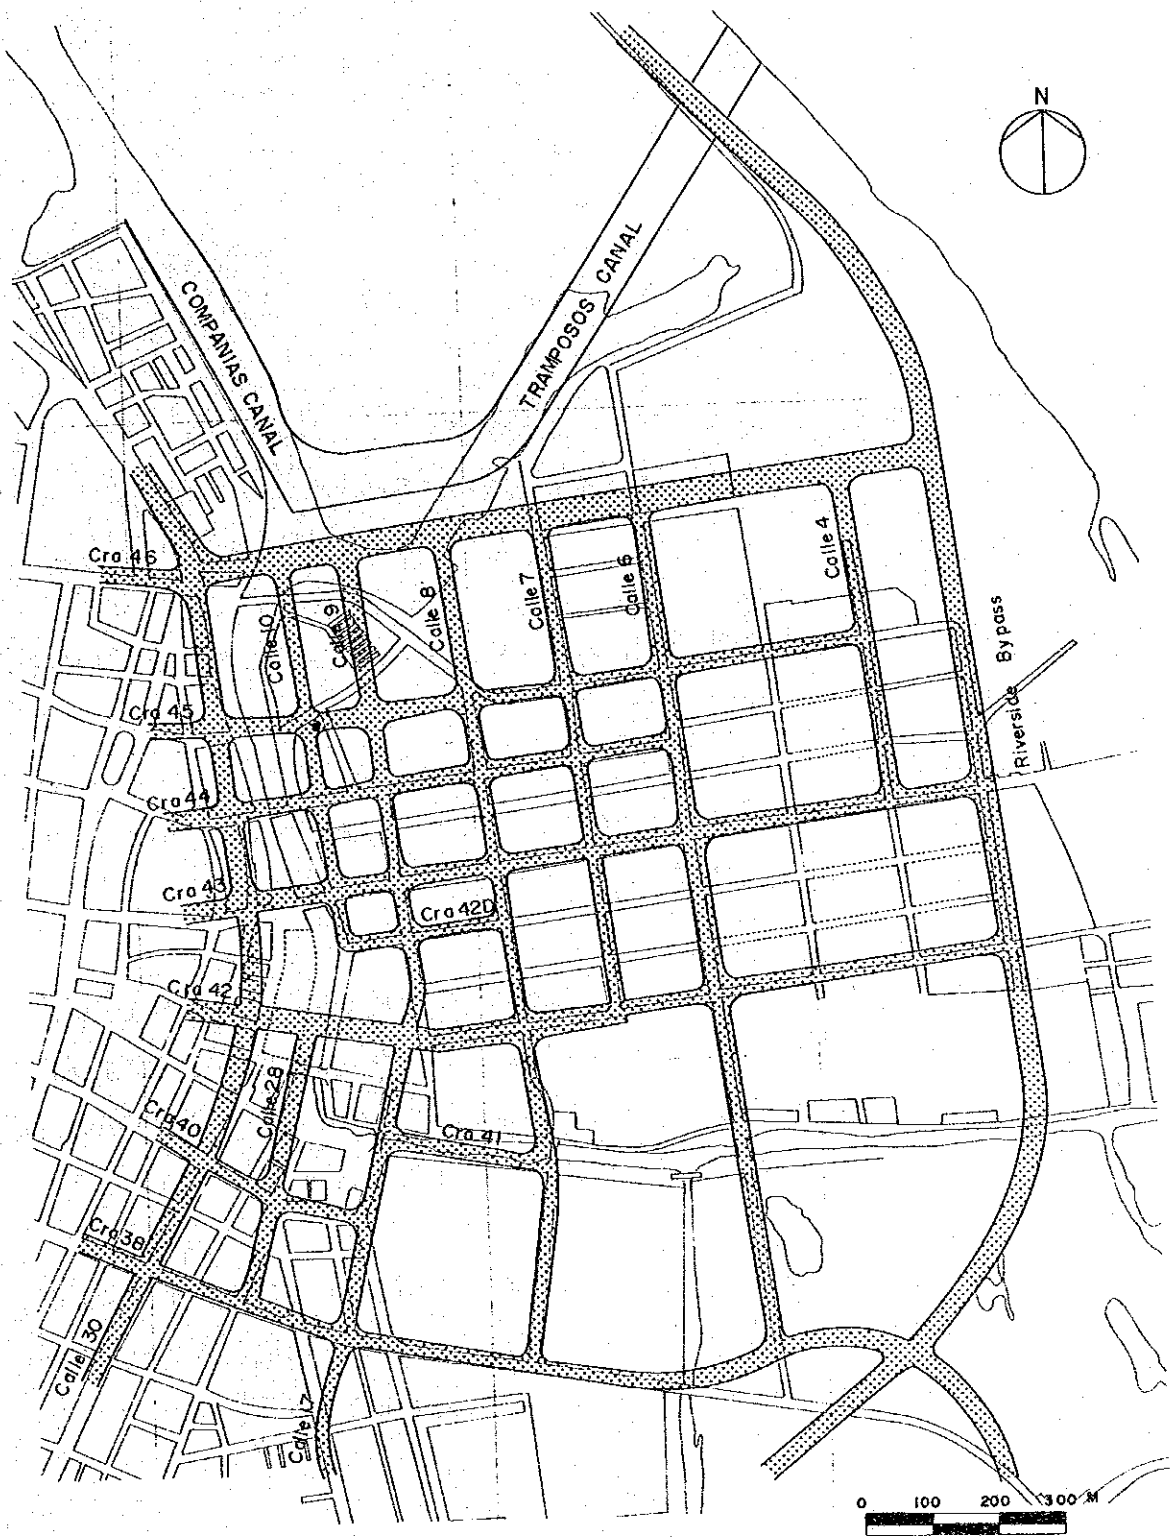 N
COMPANIAS CANAL
TRAMPOSOS CANAL
Cra 46
Calle 10
Calle 9
Calle 8
Calle 7
Calle 6
Calle 4
Riverside Bypass
Cra 45
Cra 44
Cra 43
Cra 42D
Cra 42
Calle 28
Cra 40
Cra 41
Cra 38
Calle 30
Calle 17
0 100 200 300 M